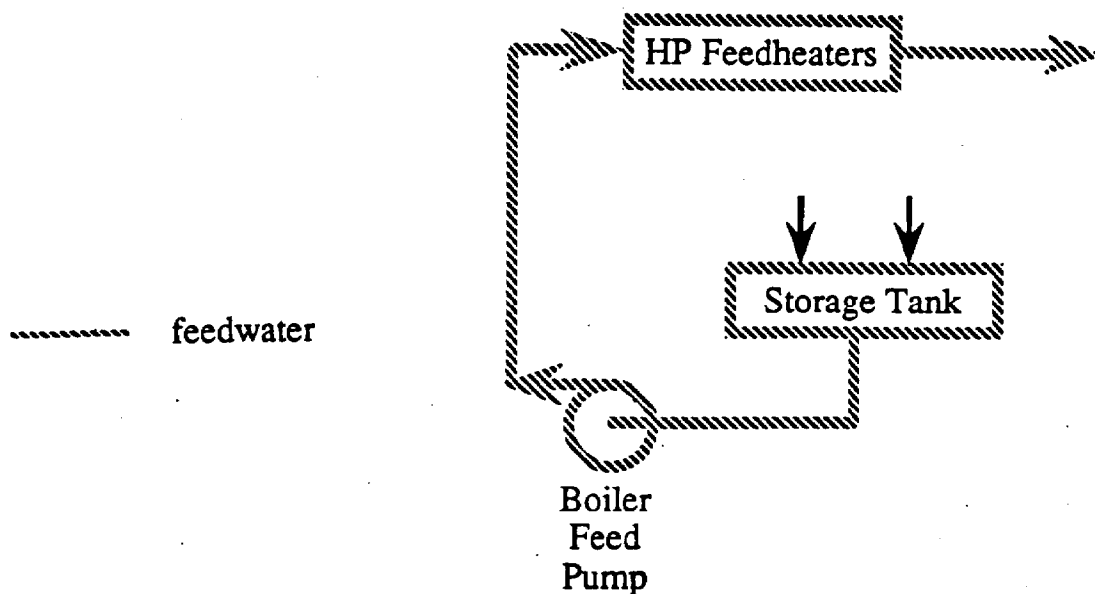 HP Feedheaters
Storage Tank
feedwater
Boiler
Feed
Pump